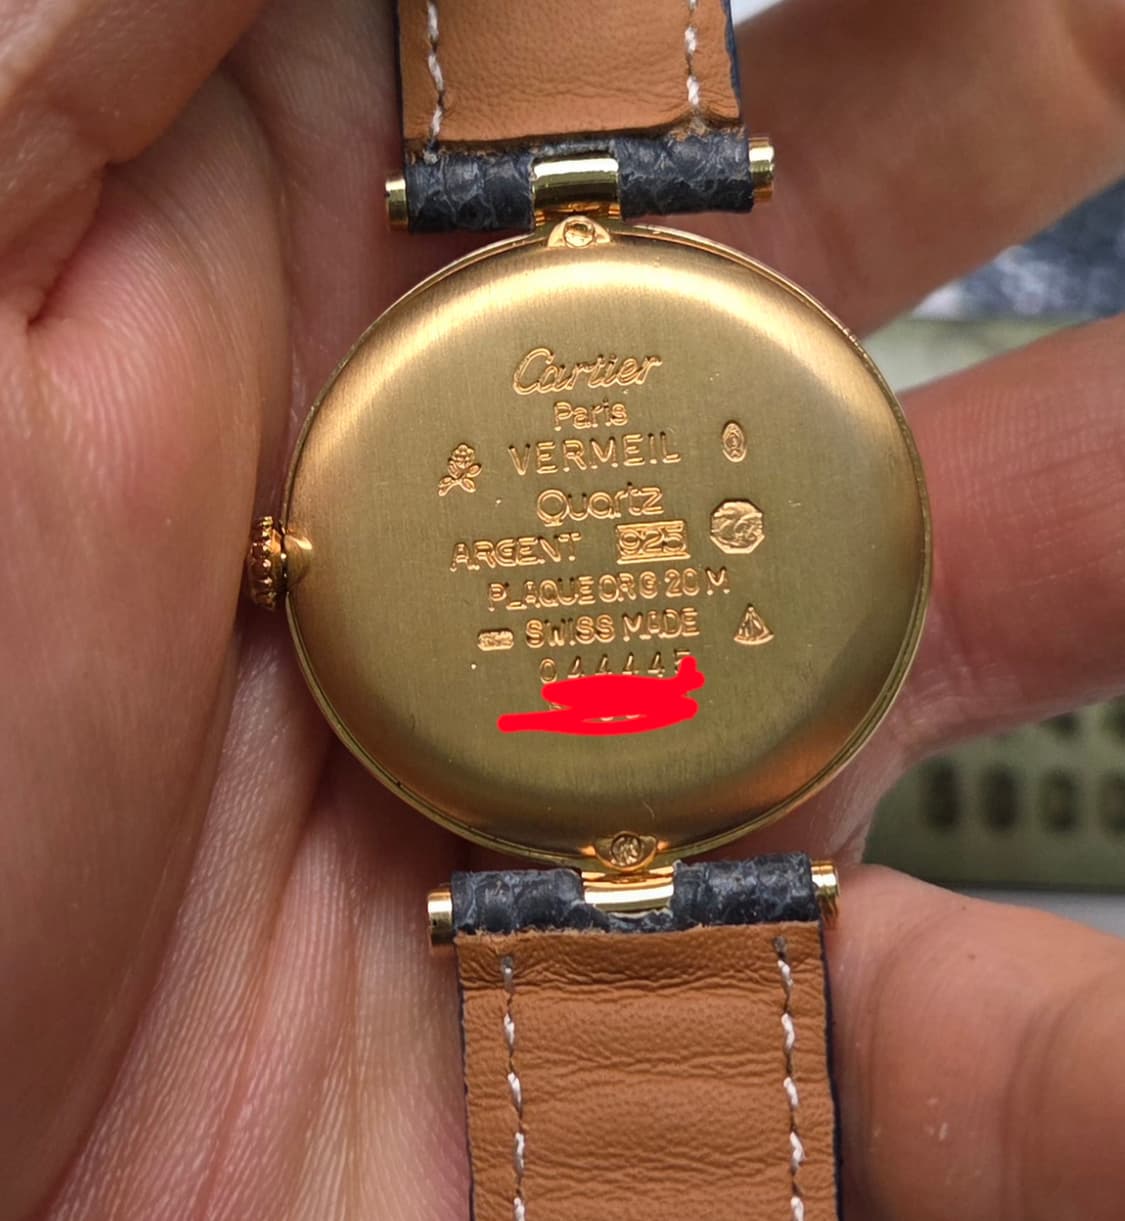 Cartier
Paris
VERMEIL
Quartz
ARGENT 925
PLAQUE OR G 20 M
SWISS MADE